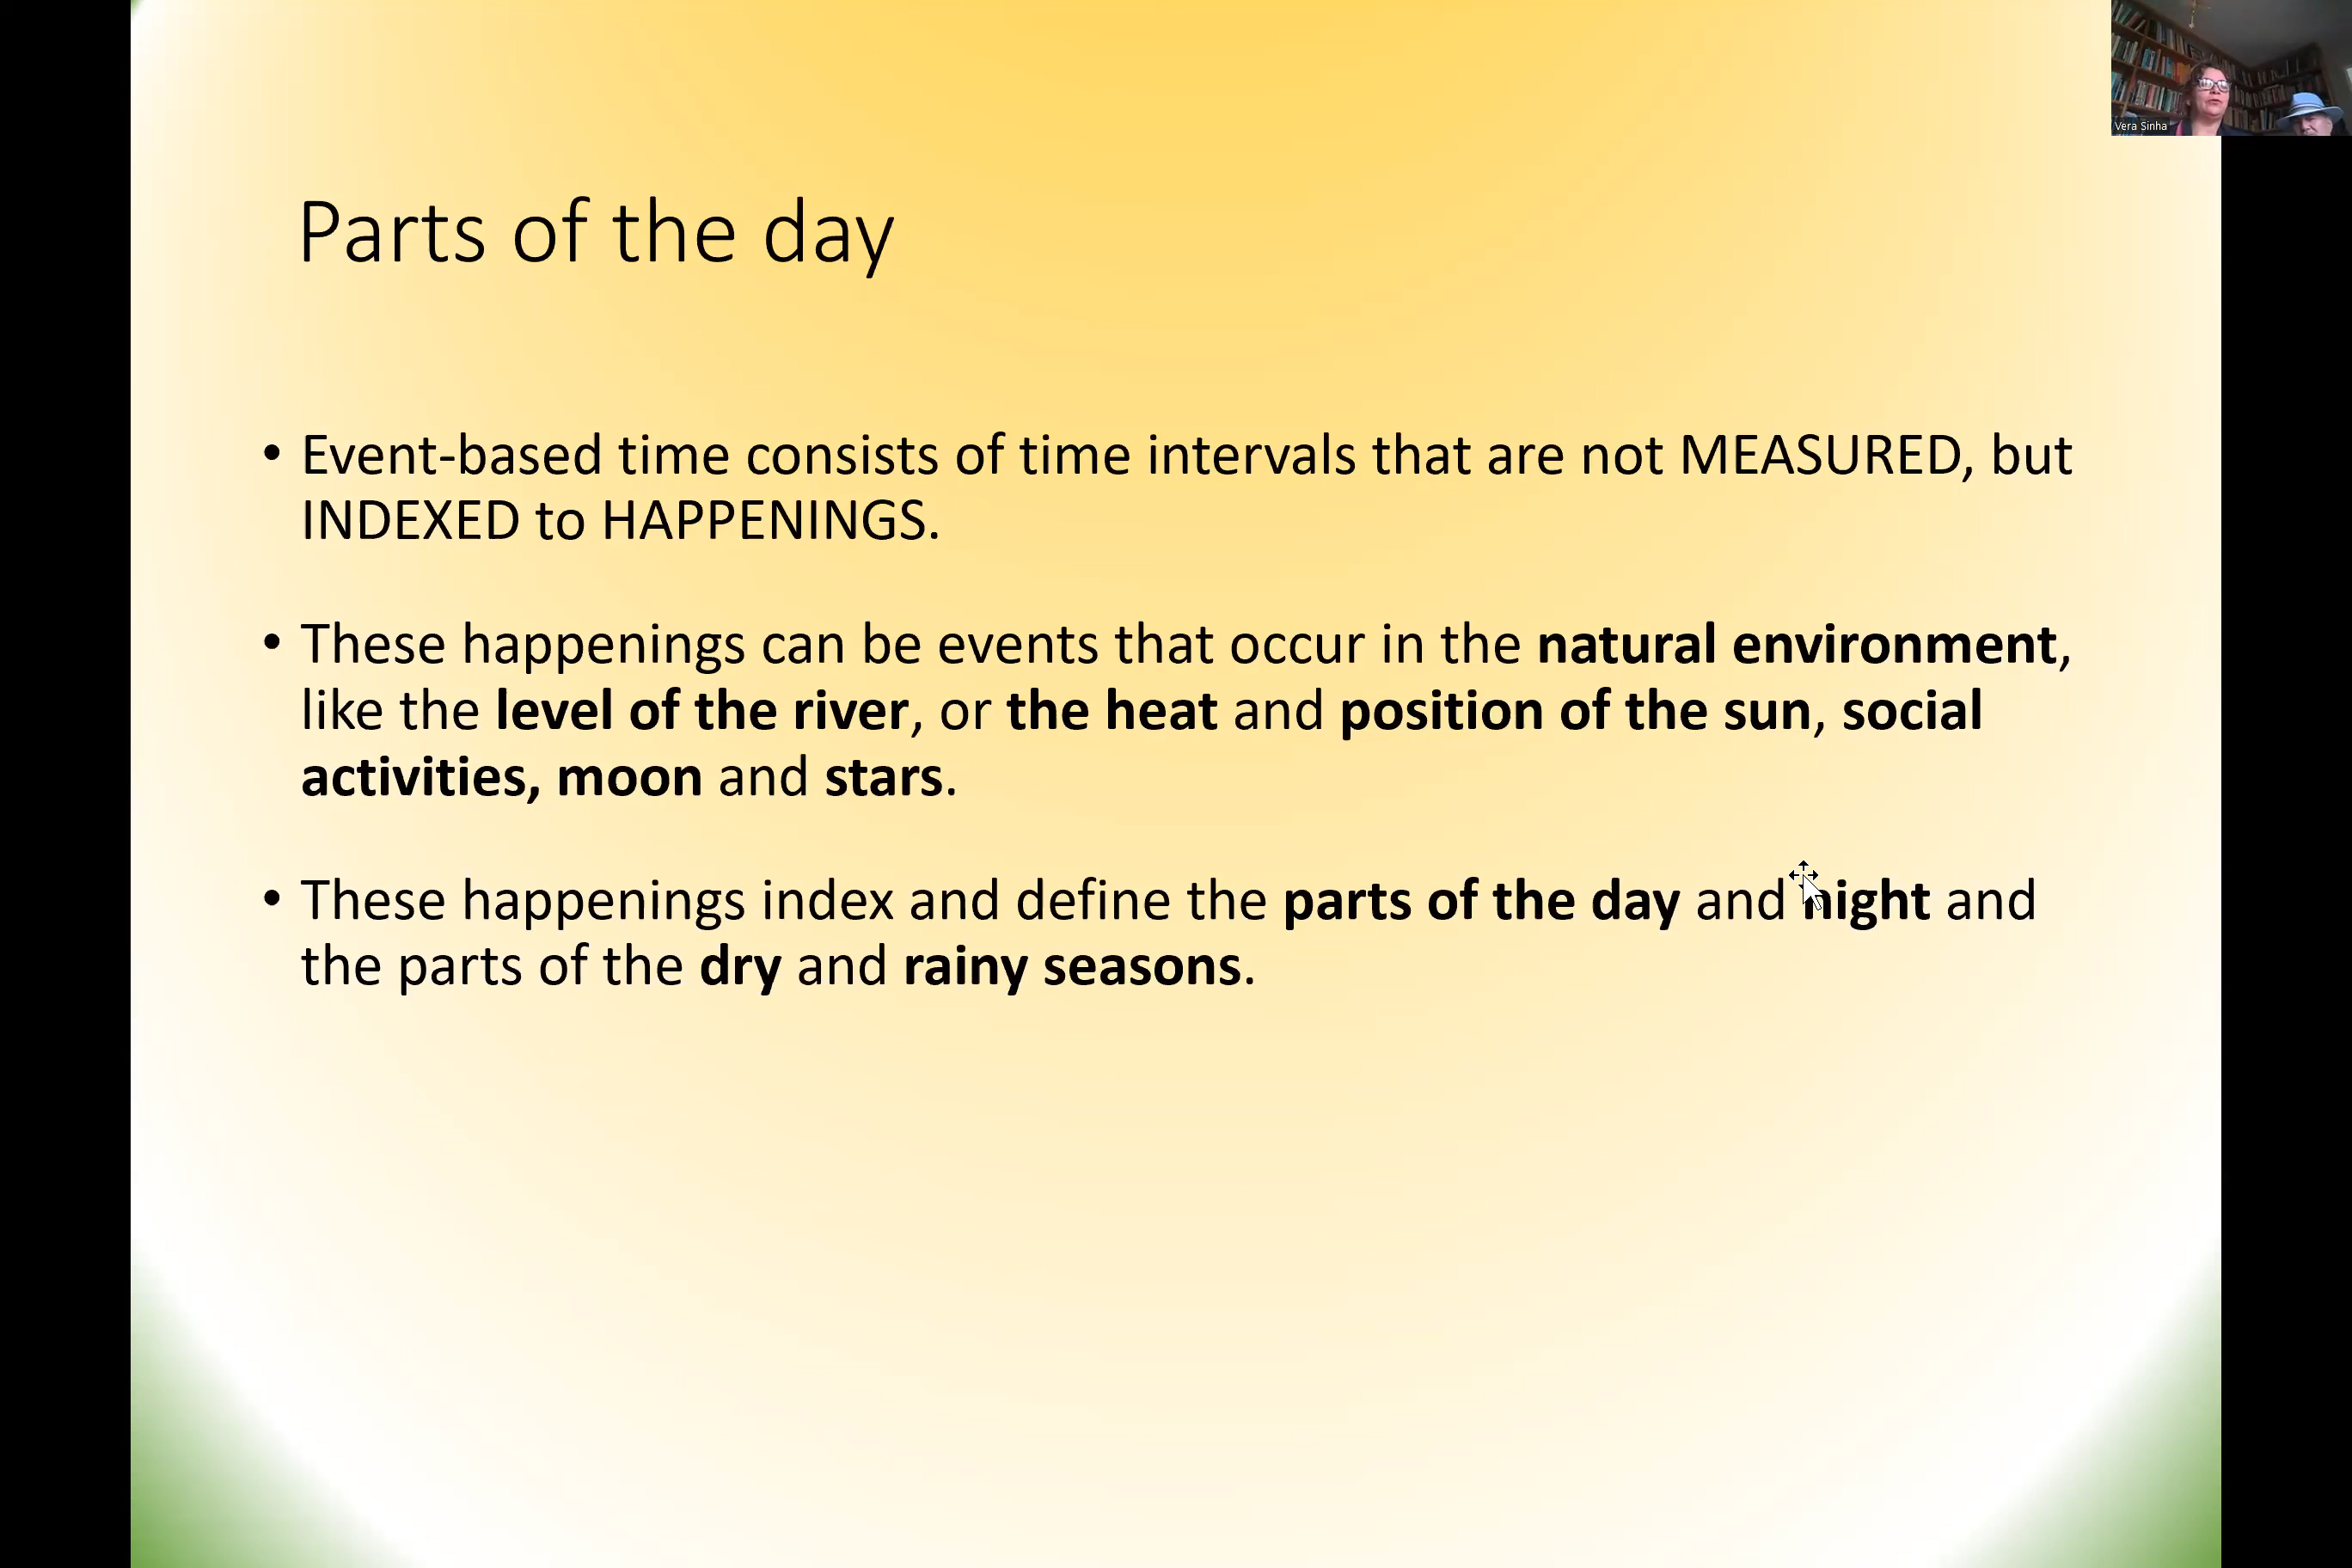 Vera Sinha
Parts of the day
• Event-based time consists of time intervals that are not MEASURED, but
INDEXED to HAPPENINGS.
• These happenings can be events that occur in the natural environment,
like the level of the river, or the heat and position of the sun, social
activities, moon and stars.
• These happenings index and define the parts of the day and night and
the parts of the dry and rainy seasons.